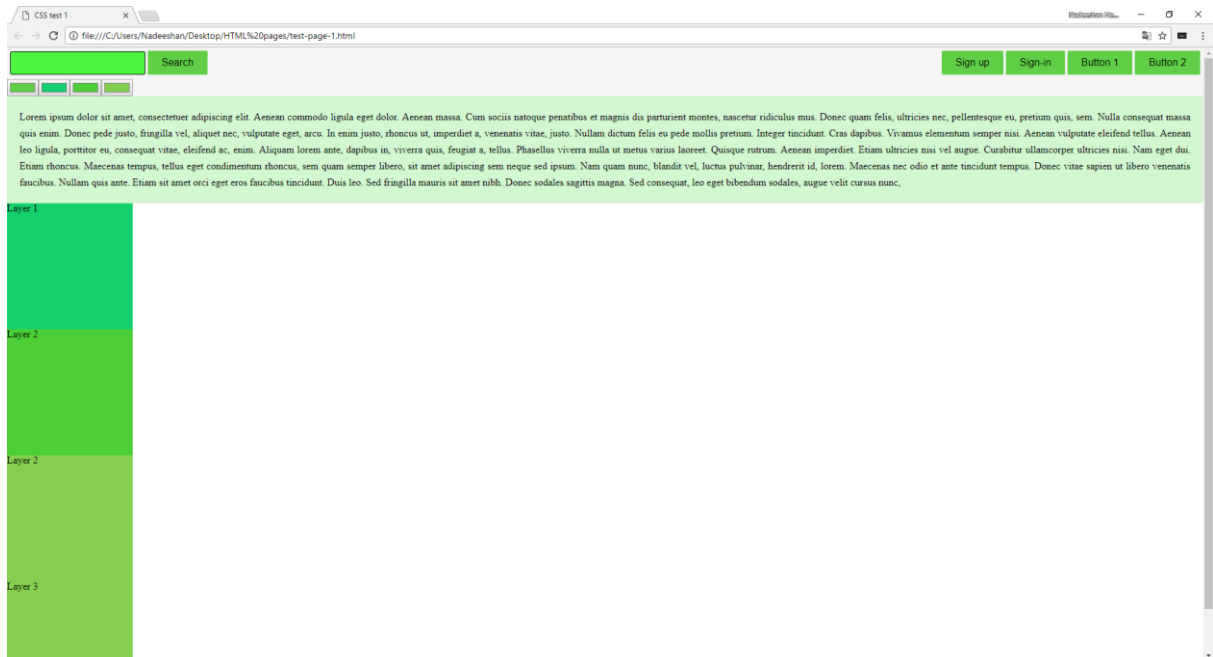 CSS test 1
file:///C:/Users/Nadeeshan/Desktop/HTML%20pages/test-page-1.html
Search Sign up Sign-in Button 1 Button 2
Lorem ipsum dolor sit amet, consectetuer adipiscing elit. Aenean commodo ligula eget dolor. Aenean massa. Cum sociis natoque penatibus et magnis dis parturient montes, nascetur ridiculus mus. Donec quam felis, ultricies nec, pellentesque eu, pretium quis, sem. Nulla consequat massa
quis enim. Donec pede justo, fringilla vel, aliquet nec, vulputate eget, arcu. In enim justo, rhoncus ut, imperdiet a, venenatis vitae, justo. Nullam dictum felis eu pede mollis pretium. Integer tincidunt. Cras dapibus. Vivamus elementum semper nisi. Aenean vulputate eleifend tellus. Aenean
leo ligula, porttitor eu, consequat vitae, eleifend ac, enim. Aliquam lorem ante, dapibus in, viverra quis, feugiat a, tellus. Phasellus viverra nulla ut metus varius laoreet. Quisque rutrum. Aenean imperdiet. Etiam ultricies nisi vel augue. Curabitur ullamcorper ultricies nisi. Nam eget dui.
Etiam rhoncus. Maecenas tempus, tellus eget condimentum rhoncus, sem quam semper libero, sit amet adipiscing sem neque sed ipsum. Nam quam nunc, blandit vel, luctus pulvinar, hendrerit id, lorem. Maecenas nec odio et ante tincidunt tempus. Donec vitae sapien ut libero venenatis
faucibus. Nullam quis ante. Etiam sit amet orci eget eros faucibus tincidunt. Duis leo. Sed fringilla mauris sit amet nibh. Donec sodales sagittis magna. Sed consequat, leo eget bibendum sodales, augue velit cursus nunc,
Layer 1
Layer 2
Layer 2
Layer 3